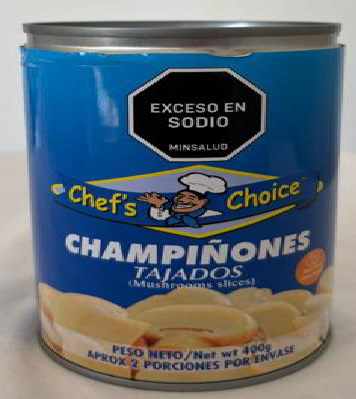 EXCESO EN
SODIO
MINSALUD
Chef's Choice
CHAMPIÑONES
TAJADOS
(Mushrooms slices)
PESO NETO/Net wt 400g
APROX 2 PORCIONES POR ENVASE